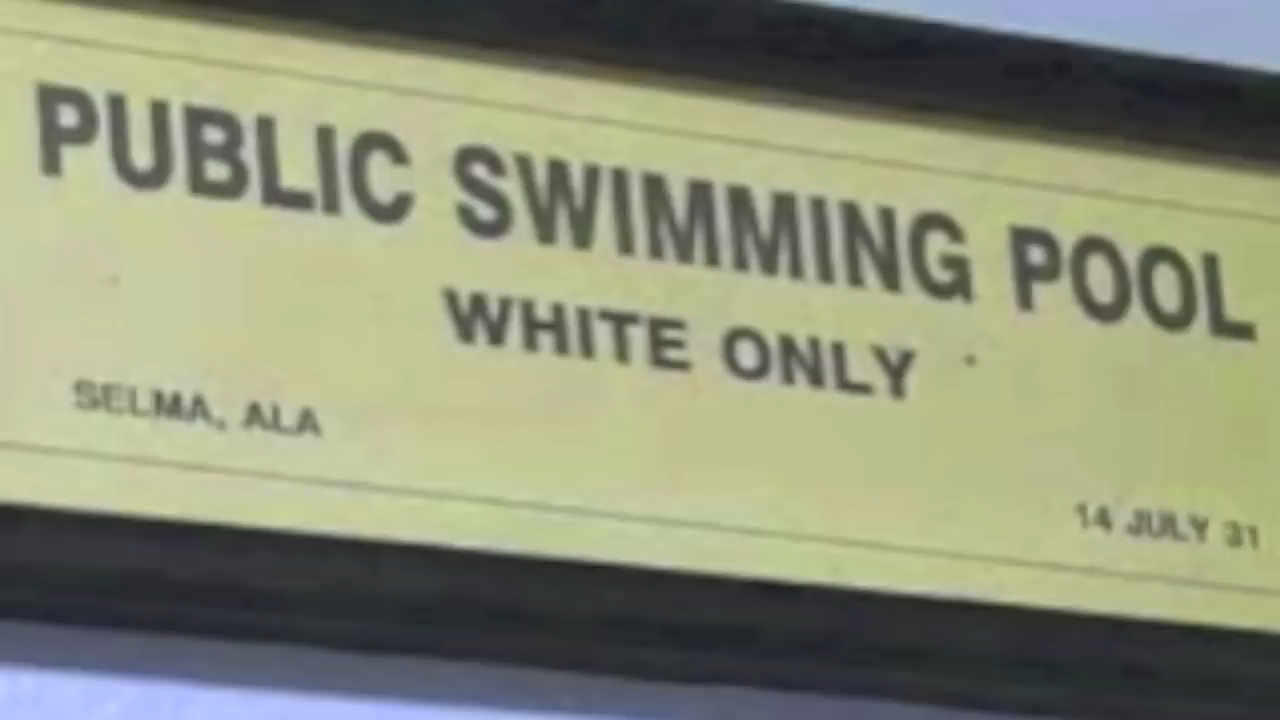 PUBLIC SWIMMING POOL
WHITE ONLY
SELMA, ALA
14 JULY 31